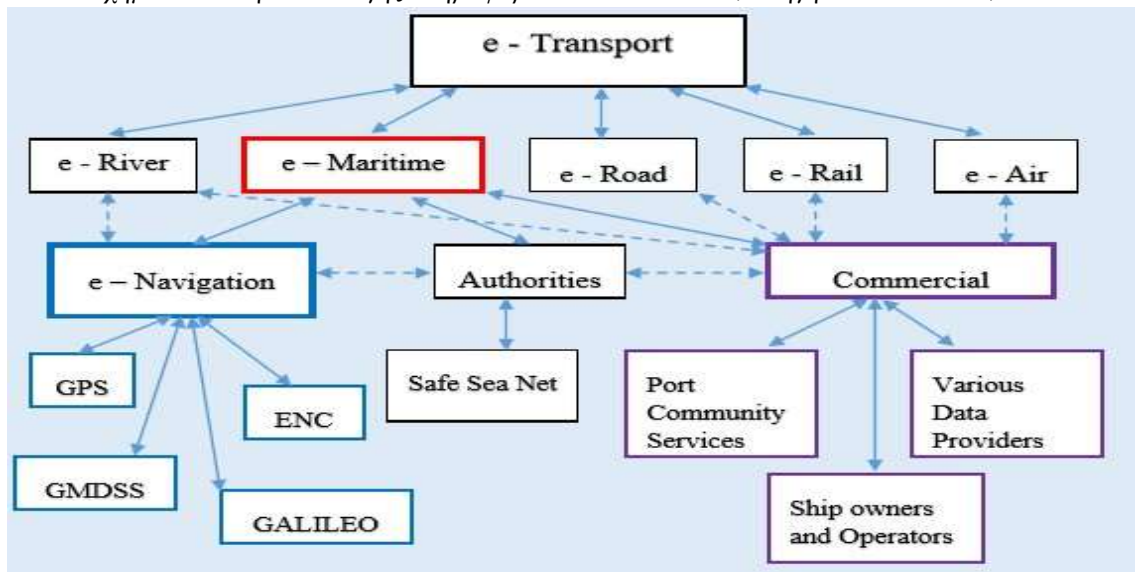 e - Transport
e - River
e – Maritime
e - Road
e - Rail
e - Air
e – Navigation
Authorities
Commercial
GPS
ENC
Safe Sea Net
Port
Community
Services
Various
Data
Providers
GMDSS
GALILEO
Ship owners
and Operators